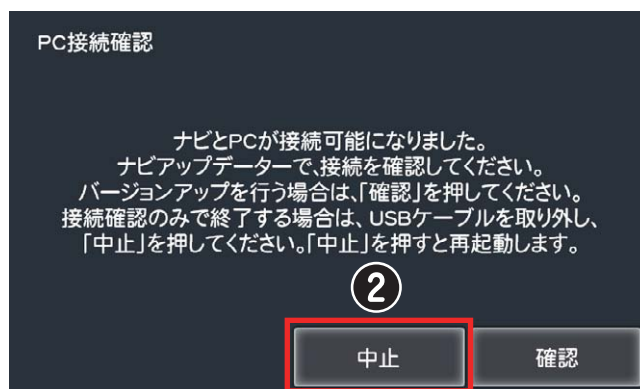 PC接続確認
ナビとPCが接続可能になりました。
ナビアップデーターで、接続を確認してください。
バージョンアップを行う場合は、「確認」を押してください。
接続確認のみで終了する場合は、USBケーブルを取り外し、
「中止」を押してください。「中止」を押すと再起動します。
②
中止
確認